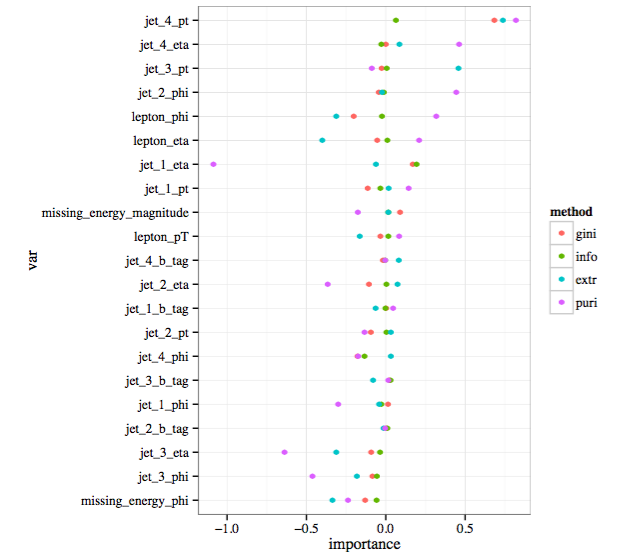 jet_4_pt
jet_4_eta
jet_3_pt
jet_2_phi
lepton_phi
lepton_eta
jet_1_eta
jet_1_pt
missing_energy_magnitude
lepton_pT
jet_4_b_tag
jet_2_eta
jet_1_b_tag
jet_2_pt
jet_4_phi
jet_3_b_tag
jet_1_phi
jet_2_b_tag
jet_3_eta
jet_3_phi
missing_energy_phi
var
−1.0 −0.5 0.0 0.5
importance
method
gini
info
extr
puri